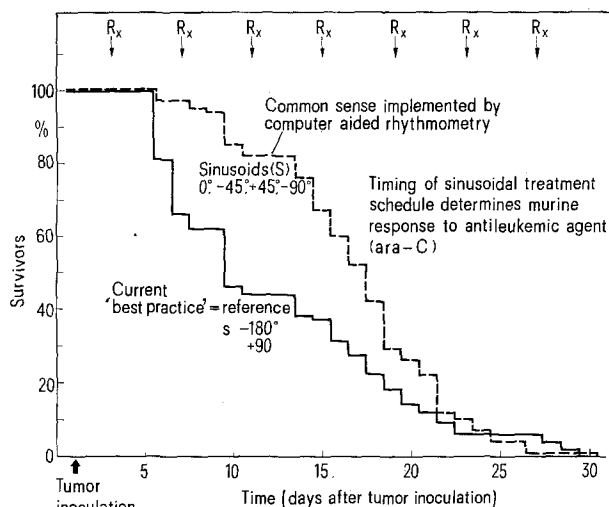 Rx Rx Rx Rx Rx Rx Rx
100
%
80
60
40
20
0
Survivors
Common sense implemented by
computer aided rhythmometry
Sinusoids(S)
0°,-45°,+45°,-90°
Timing of sinusoidal treatment
schedule determines murine
response to antileukemic agent
(ara-C)
Current
'best practice' = reference
s -180°
+90
5 10 15 20 25 30
Tumor
inoculation
Time (days after tumor inoculation)